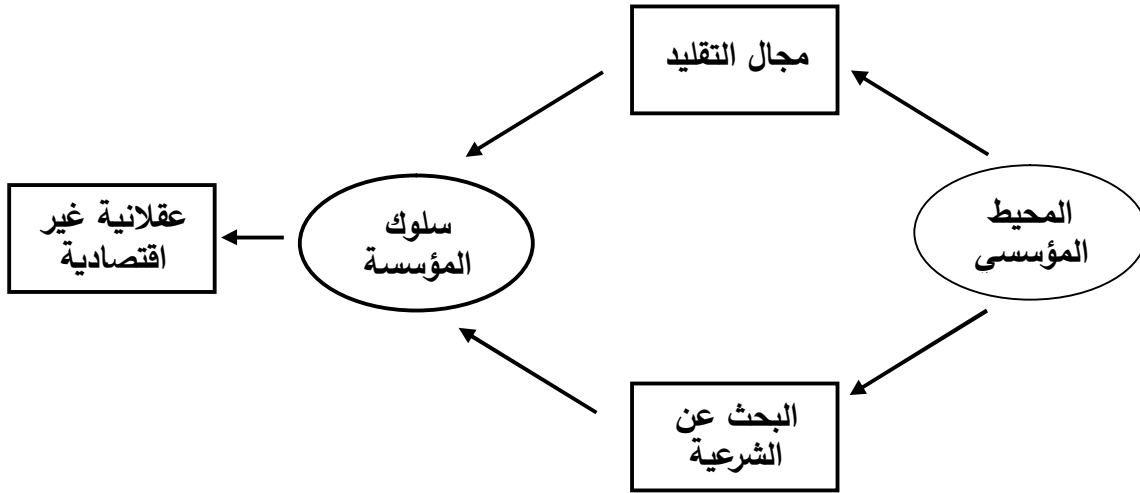 مجال التقليد
المحيط
المؤسسي
سلوك
المؤسسة
عقلانية غير
اقتصادية
البحث عن
الشرعية